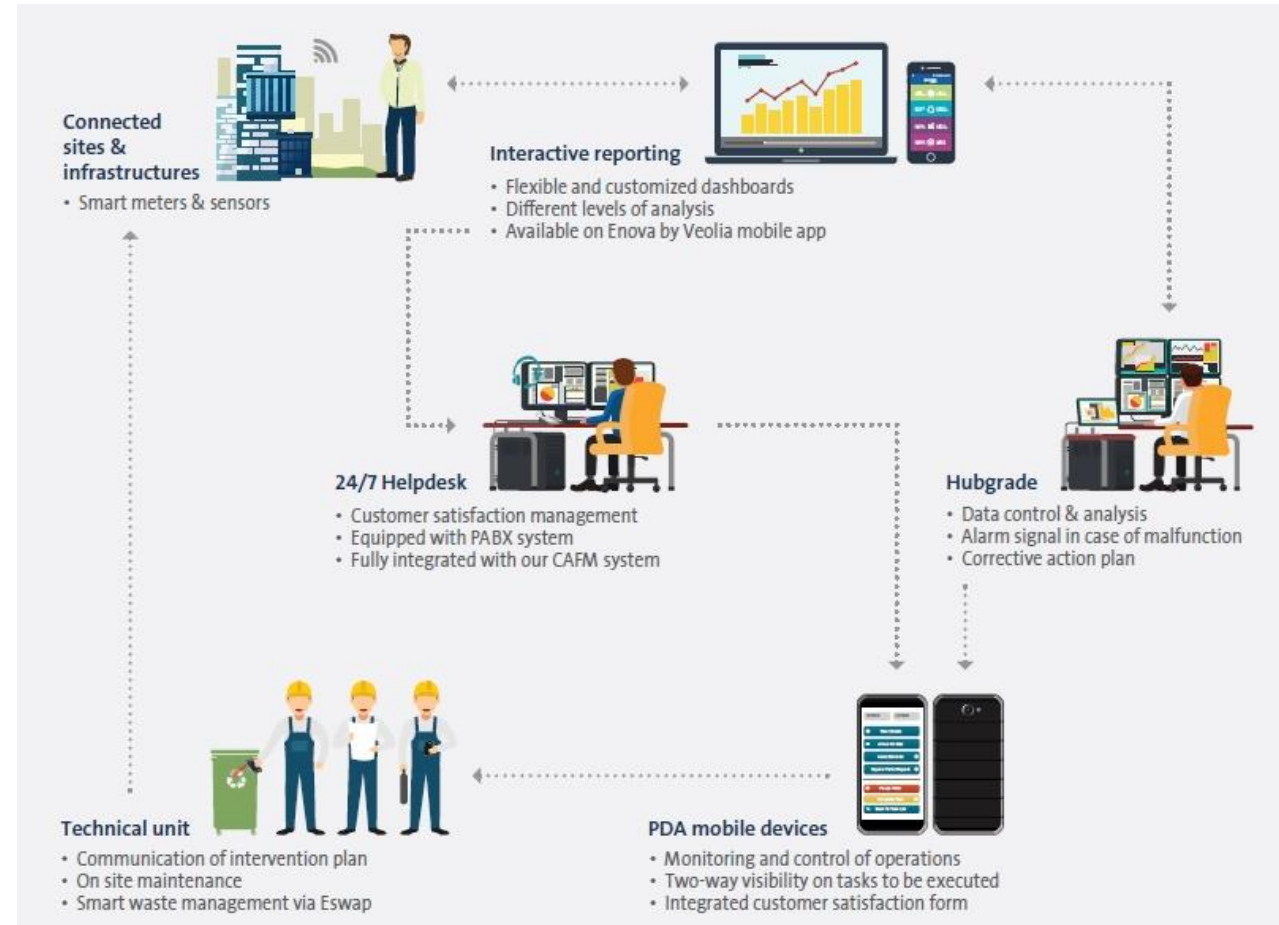 Connected
sites &
infrastructures
• Smart meters & sensors
Interactive reporting
• Flexible and customized dashboards
• Different levels of analysis
• Available on Enova by Veolia mobile app
24/7 Helpdesk
• Customer satisfaction management
• Equipped with PABX system
• Fully integrated with our CAFM system
Hubgrade
• Data control & analysis
• Alarm signal in case of malfunction
• Corrective action plan
Technical unit
• Communication of intervention plan
• On site maintenance
• Smart waste management via Eswap
PDA mobile devices
• Monitoring and control of operations
• Two-way visibility on tasks to be executed
• Integrated customer satisfaction form